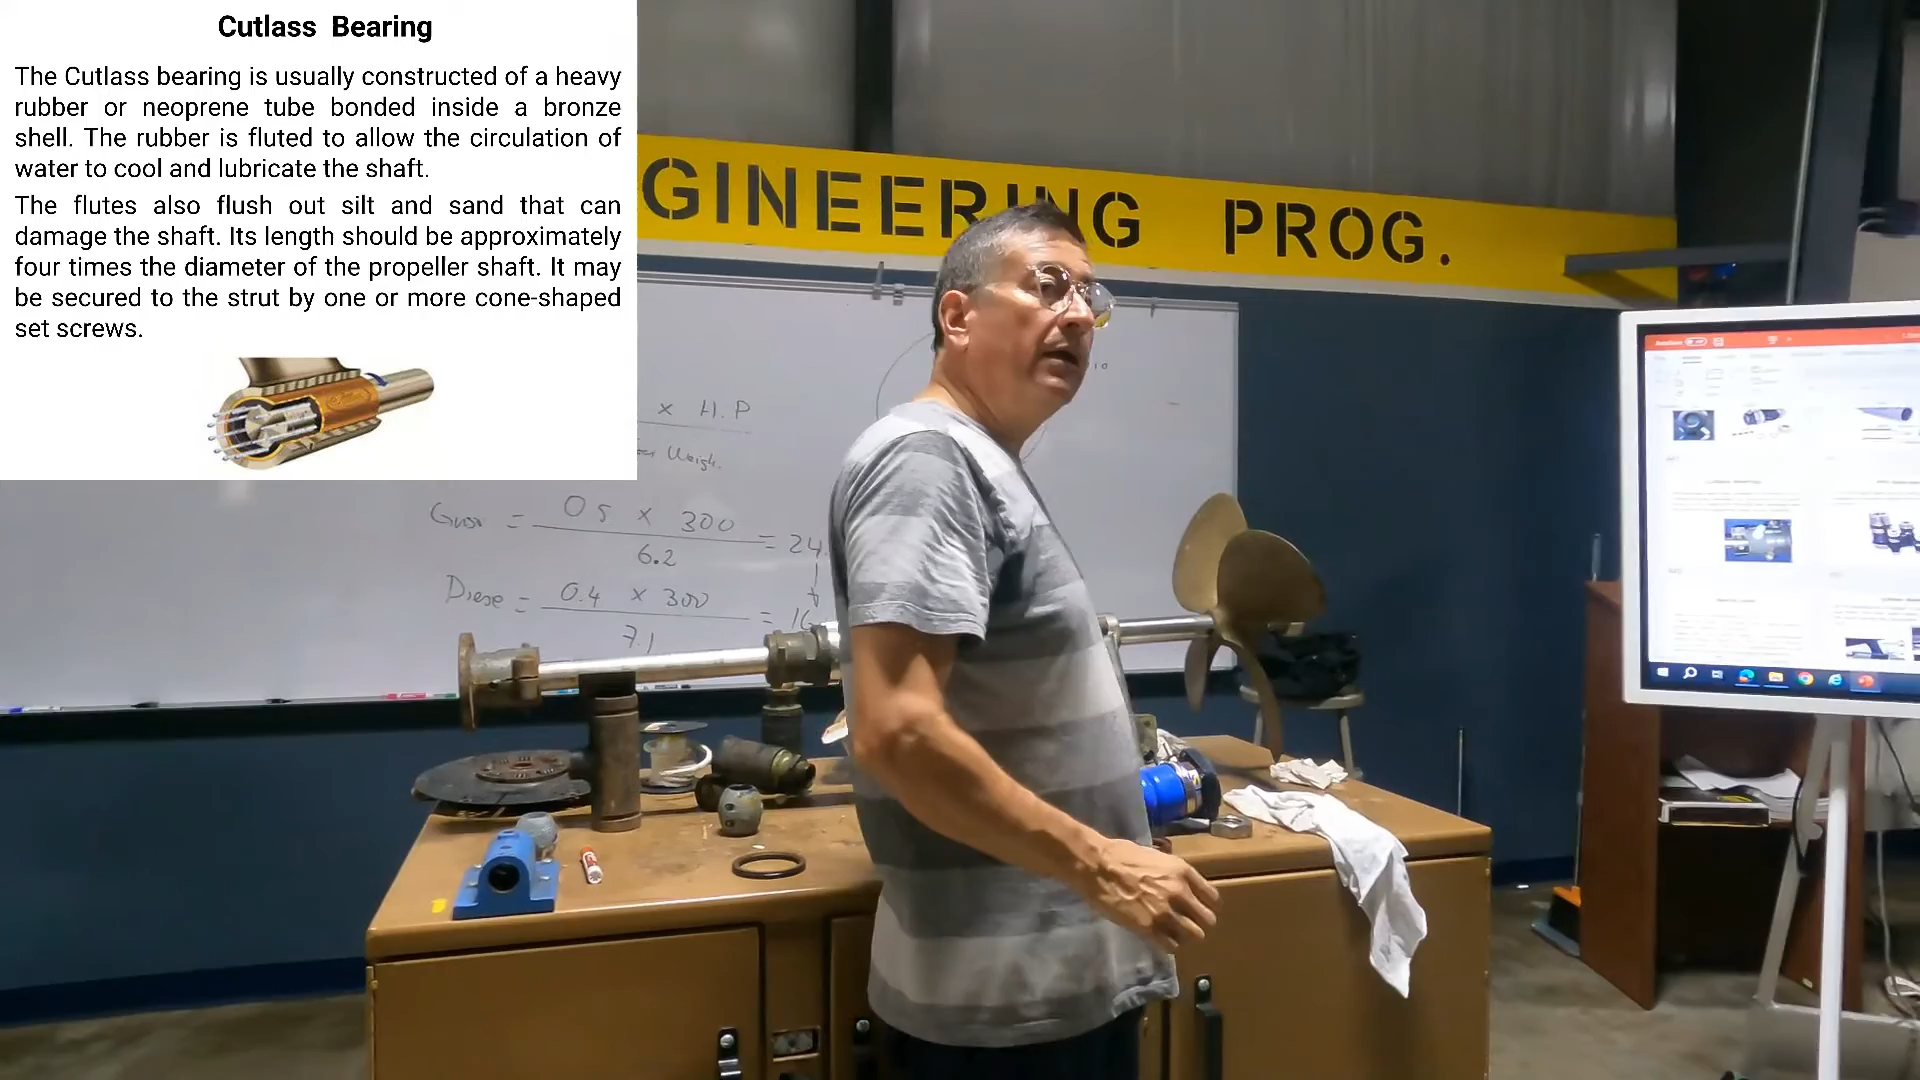 Cutlass Bearing
The Cutlass bearing is usually constructed of a heavy
rubber or neoprene tube bonded inside a bronze
shell. The rubber is fluted to allow the circulation of
water to cool and lubricate the shaft.
The flutes also flush out silt and sand that can
damage the shaft. Its length should be approximately
four times the diameter of the propeller shaft. It may
be secured to the strut by one or more cone-shaped
set screws.
GINEERING PROG.
x H.P
Weigh.
= 0.5 x 300 = 24.
6.2
Diese = 0.4 x 300 = 16
7.1